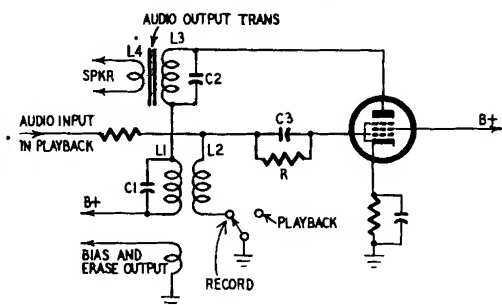 AUDIO OUTPUT TRANS
L4
L3
SPKR
C2
AUDIO INPUT
IN PLAYBACK
C3
B+
L1
L2
R
C1
B+
PLAYBACK
BIAS AND
ERASE OUTPUT
RECORD